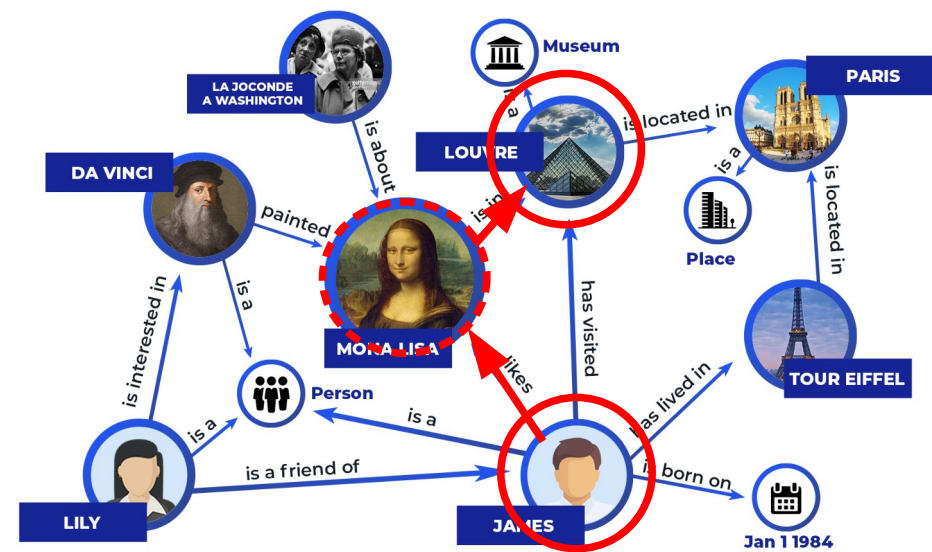 Museum
PARIS
LA JOCONDE
A WASHINGTON
is a
is located in
LOUVRE
is about
DA VINCI
is a
is located in
painted
is in
Place
is a
has visited
is interested in
MONA LISA
likes
TOUR EIFFEL
Person
has lived in
is a
is a
is a friend of
is born on
LILY
JAMES
Jan 1 1984